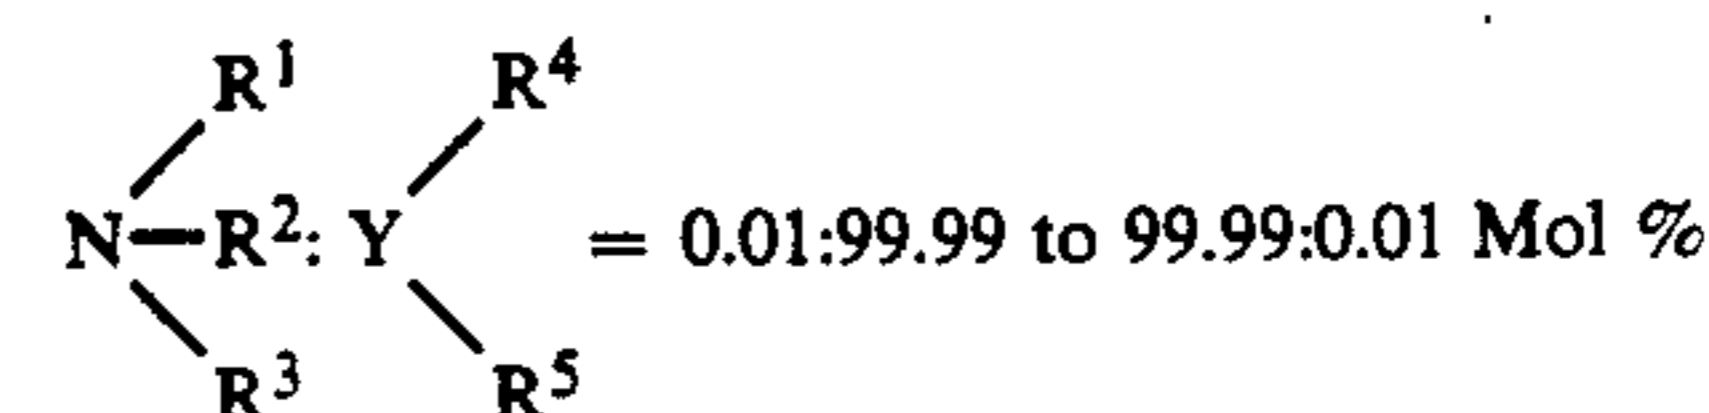 R¹ R⁴
N—R²: Y = 0.01:99.99 to 99.99:0.01 Mol %
R³ R⁵